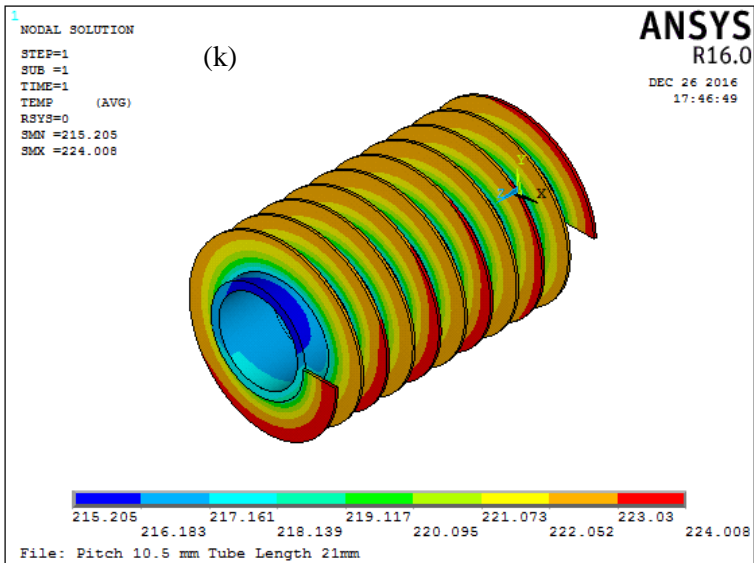 1
NODAL SOLUTION
STEP=1
SUB =1
TIME=1
TEMP (AVG)
RSYS=0
SMN =215.205
SMX =224.008
(k)
ANSYS
R16.0
DEC 26 2016
17:46:49
Y
Z
X
215.205 217.161 219.117 221.073 223.03
216.183 218.139 220.095 222.052 224.008
File: Pitch 10.5 mm Tube Length 21mm